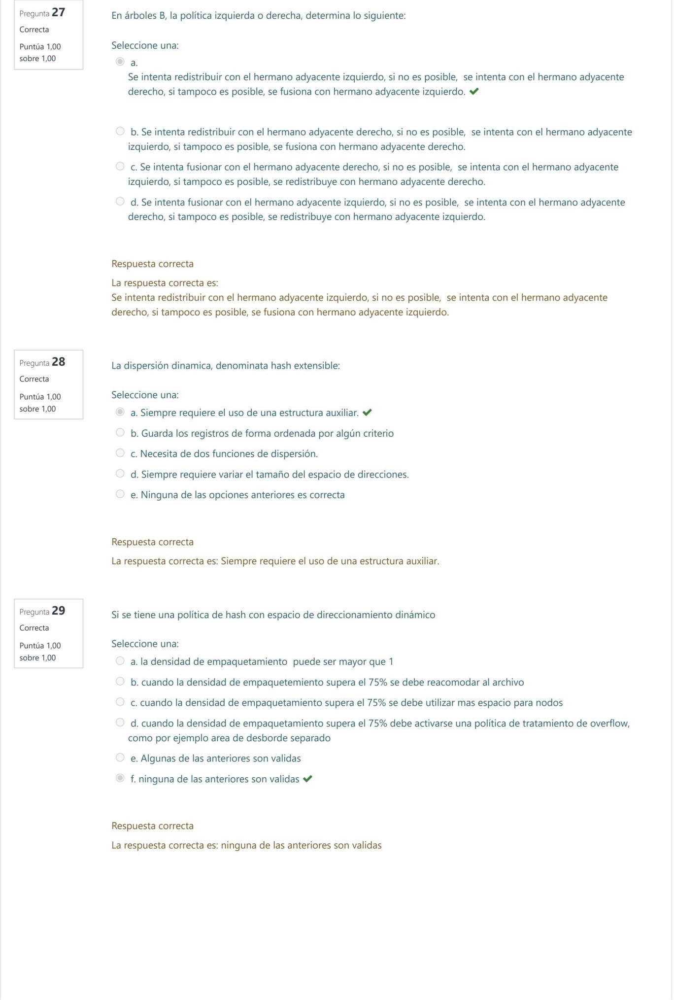 Pregunta 27
Correcta
Puntúa 1,00
sobre 1,00
En árboles B, la política izquierda o derecha, determina lo siguiente:
Seleccione una:
a.
Se intenta redistribuir con el hermano adyacente izquierdo, si no es posible, se intenta con el hermano adyacente
derecho, si tampoco es posible, se fusiona con hermano adyacente izquierdo.
b. Se intenta redistribuir con el hermano adyacente derecho, si no es posible, se intenta con el hermano adyacente
izquierdo, si tampoco es posible, se fusiona con hermano adyacente derecho.
c. Se intenta fusionar con el hermano adyacente derecho, si no es posible, se intenta con el hermano adyacente
izquierdo, si tampoco es posible, se redistribuye con hermano adyacente derecho.
d. Se intenta fusionar con el hermano adyacente izquierdo, si no es posible, se intenta con el hermano adyacente
derecho, si tampoco es posible, se redistribuye con hermano adyacente izquierdo.
Respuesta correcta
La respuesta correcta es:
Se intenta redistribuir con el hermano adyacente izquierdo, si no es posible, se intenta con el hermano adyacente
derecho, si tampoco es posible, se fusiona con hermano adyacente izquierdo.
Pregunta 28
Correcta
Puntúa 1,00
sobre 1,00
La dispersión dinamica, denominata hash extensible:
Seleccione una:
a. Siempre requiere el uso de una estructura auxiliar.
b. Guarda los registros de forma ordenada por algún criterio
c. Necesita de dos funciones de dispersión.
d. Siempre requiere variar el tamaño del espacio de direcciones.
e. Ninguna de las opciones anteriores es correcta
Respuesta correcta
La respuesta correcta es: Siempre requiere el uso de una estructura auxiliar.
Pregunta 29
Correcta
Puntúa 1,00
sobre 1,00
Si se tiene una política de hash con espacio de direccionamiento dinámico
Seleccione una:
a. la densidad de empaquetamiento puede ser mayor que 1
b. cuando la densidad de empaquetemiento supera el 75% se debe reacomodar al archivo
c. cuando la densidad de empaquetamiento supera el 75% se debe utilizar mas espacio para nodos
d. cuando la densidad de empaquetamiento supera el 75% debe activarse una política de tratamiento de overflow,
como por ejemplo area de desborde separado
e. Algunas de las anteriores son validas
f. ninguna de las anteriores son validas
Respuesta correcta
La respuesta correcta es: ninguna de las anteriores son validas